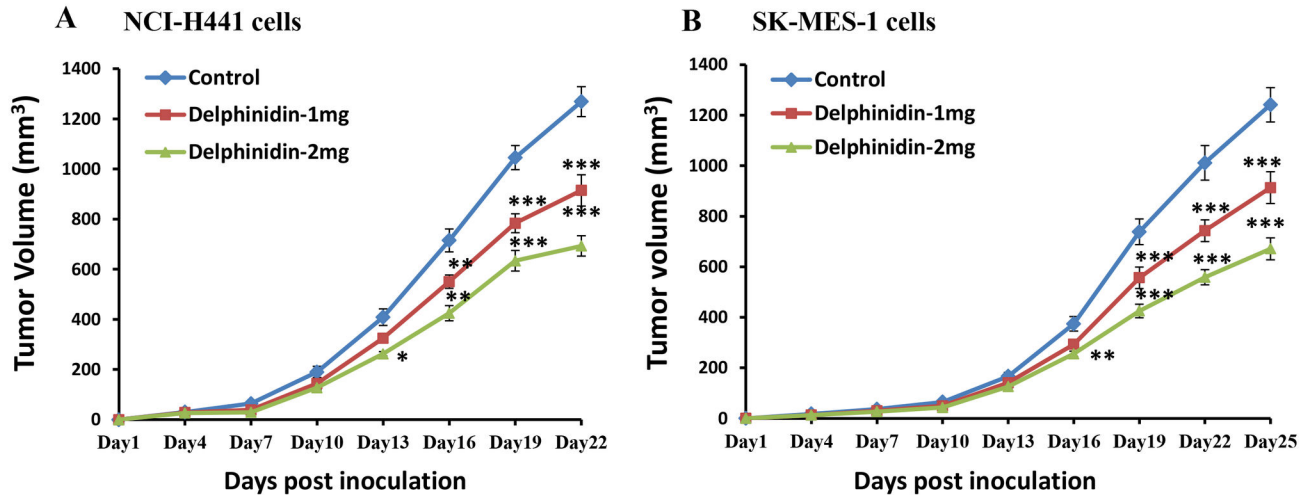 A NCI-H441 cells
Tumor Volume (mm³)
1400
1200
1000
800
600
400
200
0
Control
Delphinidin-1mg
Delphinidin-2mg
*
**
**
***
***
***
***
Day1 Day4 Day7 Day10 Day13 Day16 Day19 Day22
Days post inoculation
B SK-MES-1 cells
Tumor volume (mm³)
1400
1200
1000
800
600
400
200
0
Control
Delphinidin-1mg
Delphinidin-2mg
**
***
***
***
***
***
***
Day1 Day4 Day7 Day10 Day13 Day16 Day19 Day22 Day25
Days post inoculation